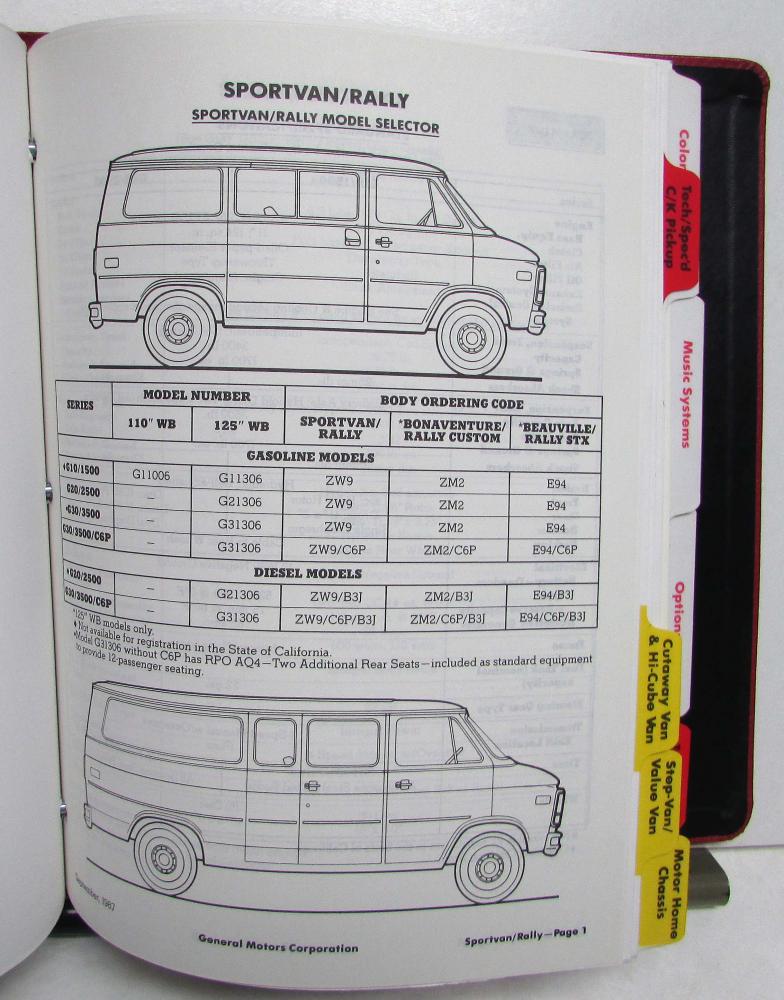 SPORTVAN/RALLY
SPORTVAN/RALLY MODEL SELECTOR
SERIES MODEL NUMBER BODY ORDERING CODE
110" WB 125" WB SPORTVAN/ RALLY *BONAVENTURE/ RALLY CUSTOM *BEAUVILLE/ RALLY STX
GASOLINE MODELS
G10/1500 G11006 G11306 ZW9 ZM2 E94
G20/2500 – G21306 ZW9 ZM2 E94
G30/3500 – G31306 ZW9 ZM2 E94
G30/3500/C6P – G31306 ZW9/C6P ZM2/C6P E94/C6P
DIESEL MODELS
G20/2500 – G21306 ZW9/B3J ZM2/B3J E94/B3J
G30/3500/C6P – G31306 ZW9/C6P/B3J ZM2/C6P/B3J E94/C6P/B3J
*125" WB models only.
♦ Not available for registration in the State of California.
•Model G31306 without C6P has RPO AQ4—Two Additional Rear Seats—included as standard equipment
to provide 12-passenger seating.
September, 1987
General Motors Corporation
Sportvan/Rally—Page 1
Color
Tech/Spec'd
C/K Pickup
Music Systems
Option
Cutaway Van
& Hi-Cube Van
Step-Van/
Value Van
Motor Home
Chassis